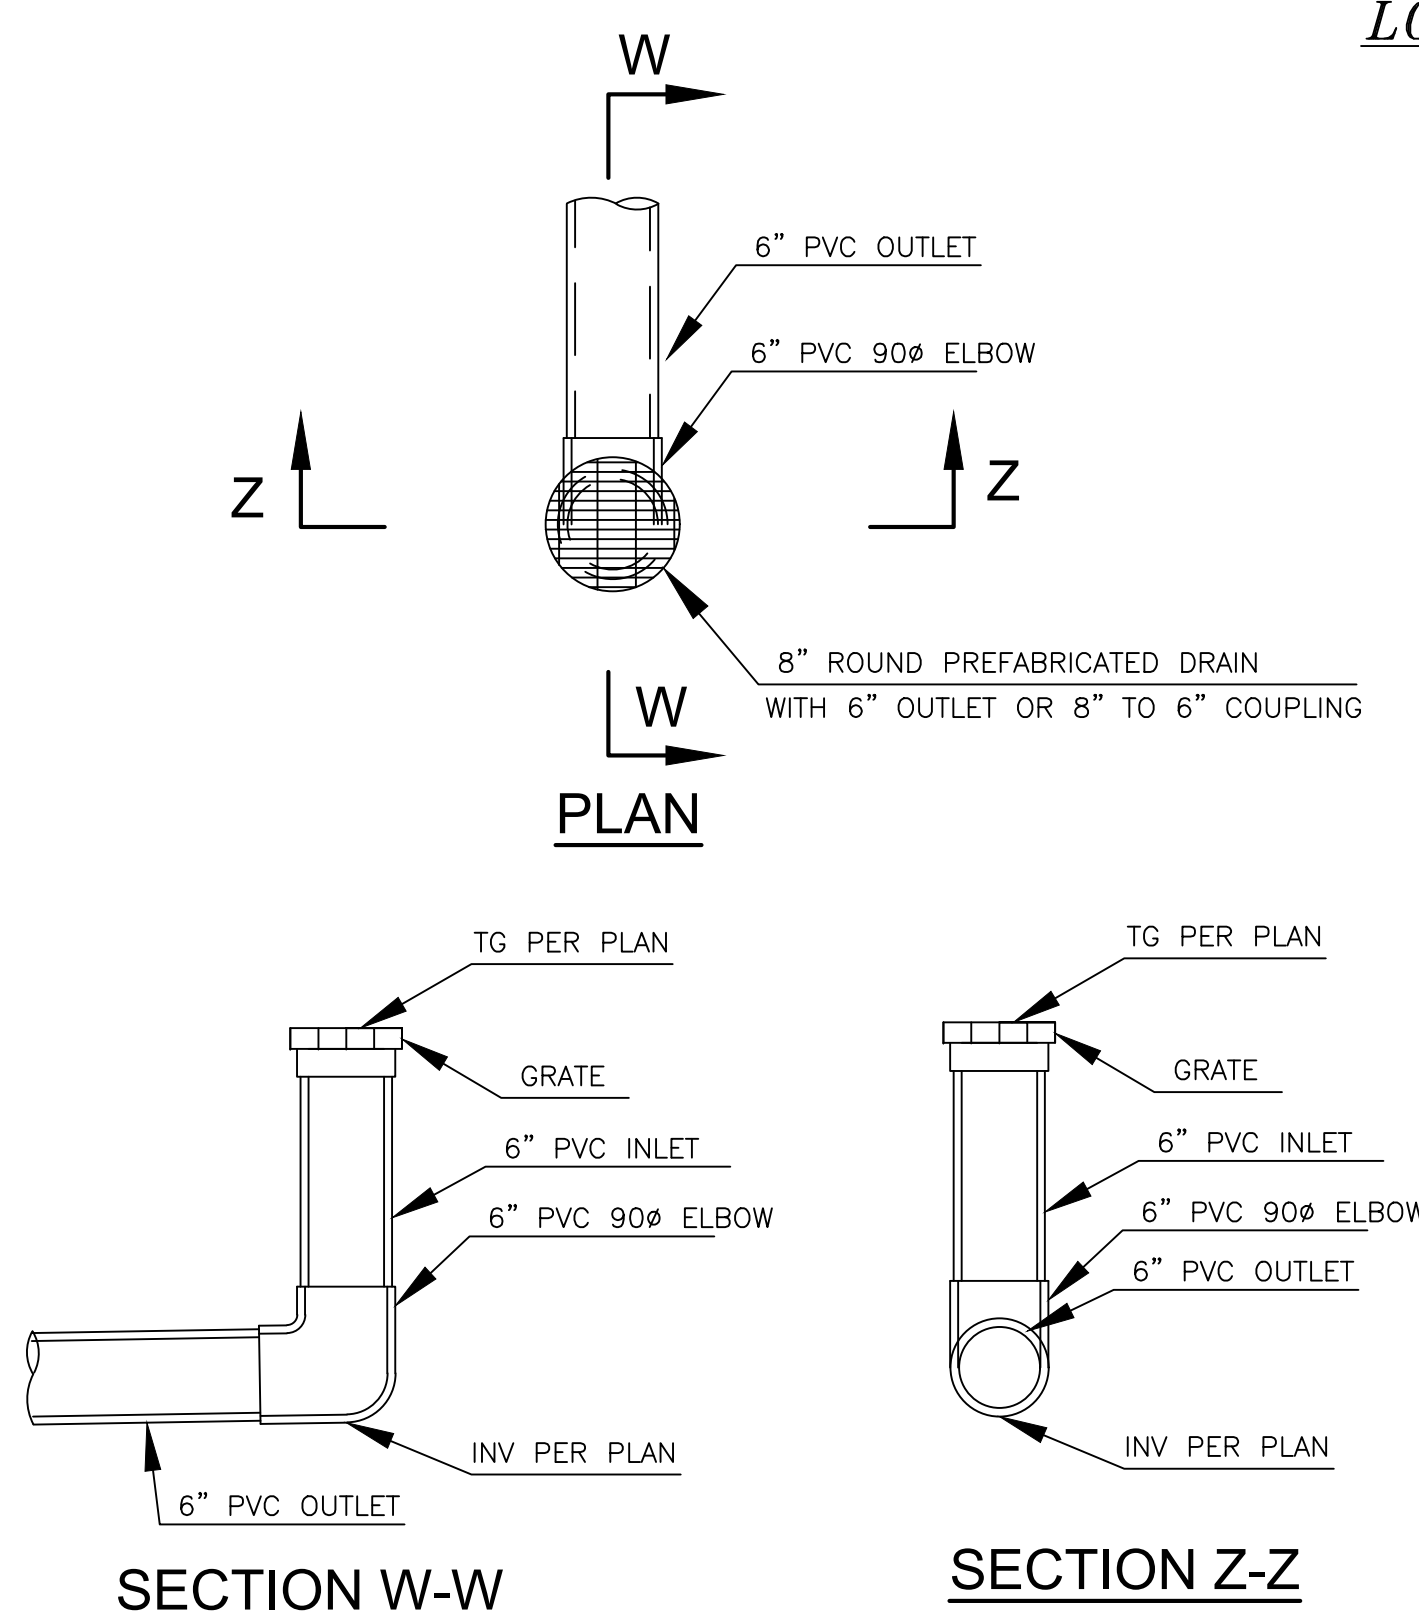 W
6” PVC OUTLET
6” PVC 90ø ELBOW
Z
Z
8” ROUND PREFABRICATED DRAIN
WITH 6” OUTLET OR 8” TO 6” COUPLING
W
PLAN
TG PER PLAN
GRATE
6” PVC INLET
6” PVC 90ø ELBOW
INV PER PLAN
6” PVC OUTLET
SECTION W-W
TG PER PLAN
GRATE
6” PVC INLET
6” PVC 90ø ELBOW
6” PVC OUTLET
INV PER PLAN
SECTION Z-Z